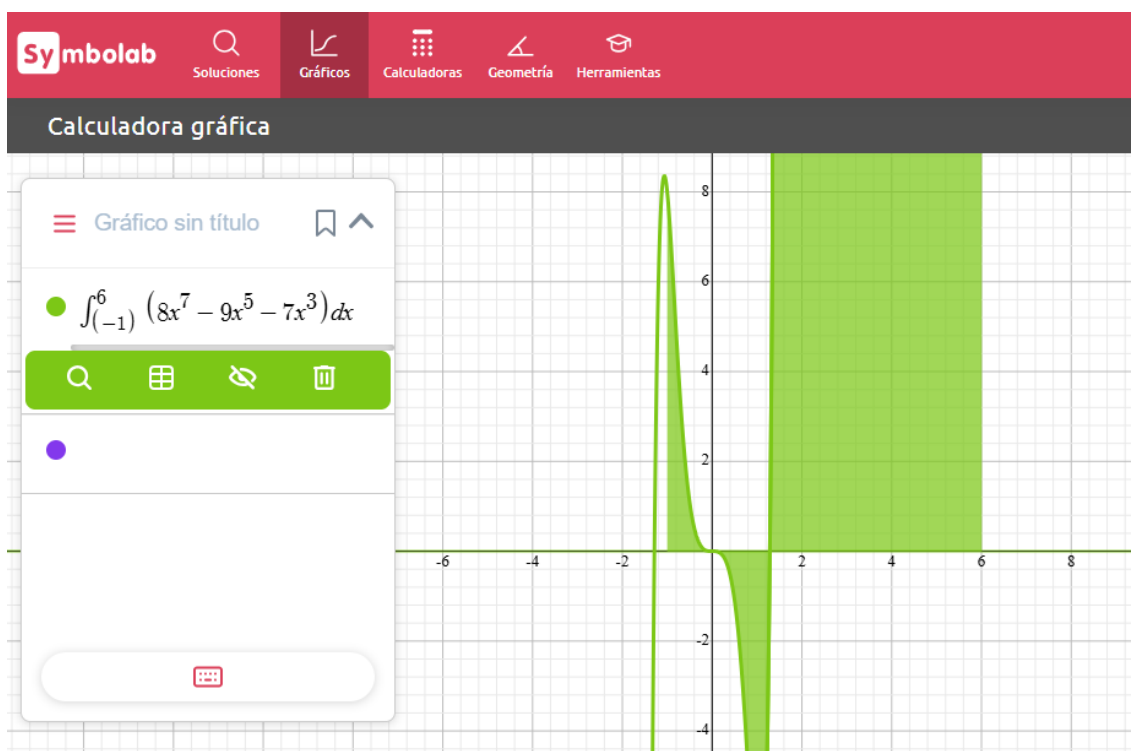 Symbolab
Soluciones Gráficos Calculadoras Geometría Herramientas
Calculadora gráfica
Gráfico sin título
∫₍₋₁₎⁶ (8x⁷ − 9x⁵ − 7x³)dx
8
6
4
2
-6 -4 -2 2 4 6 8
-2
-4